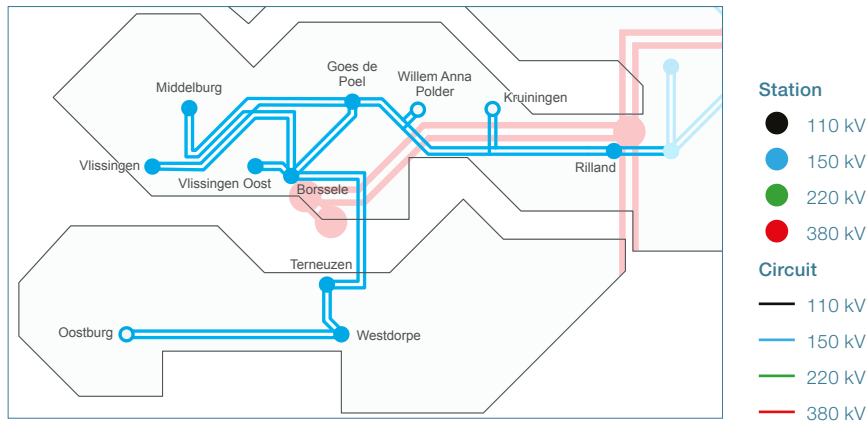 Goes de
Poel
Willem Anna
Polder
Middelburg
Kruiningen
Vlissingen
Vlissingen Oost
Borssele
Rilland
Terneuzen
Oostburg
Westdorpe
Station
110 kV
150 kV
220 kV
380 kV
Circuit
110 kV
150 kV
220 kV
380 kV